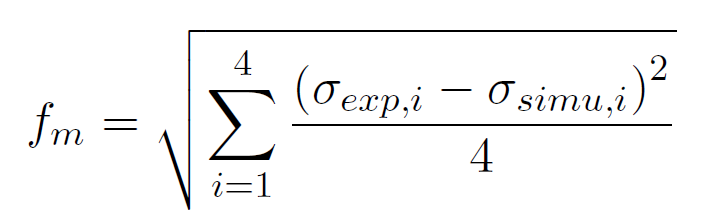 f_m = \sqrt{\sum_{i=1}^{4} \frac{(\sigma_{exp,i} - \sigma_{simu,i})^2}{4}}